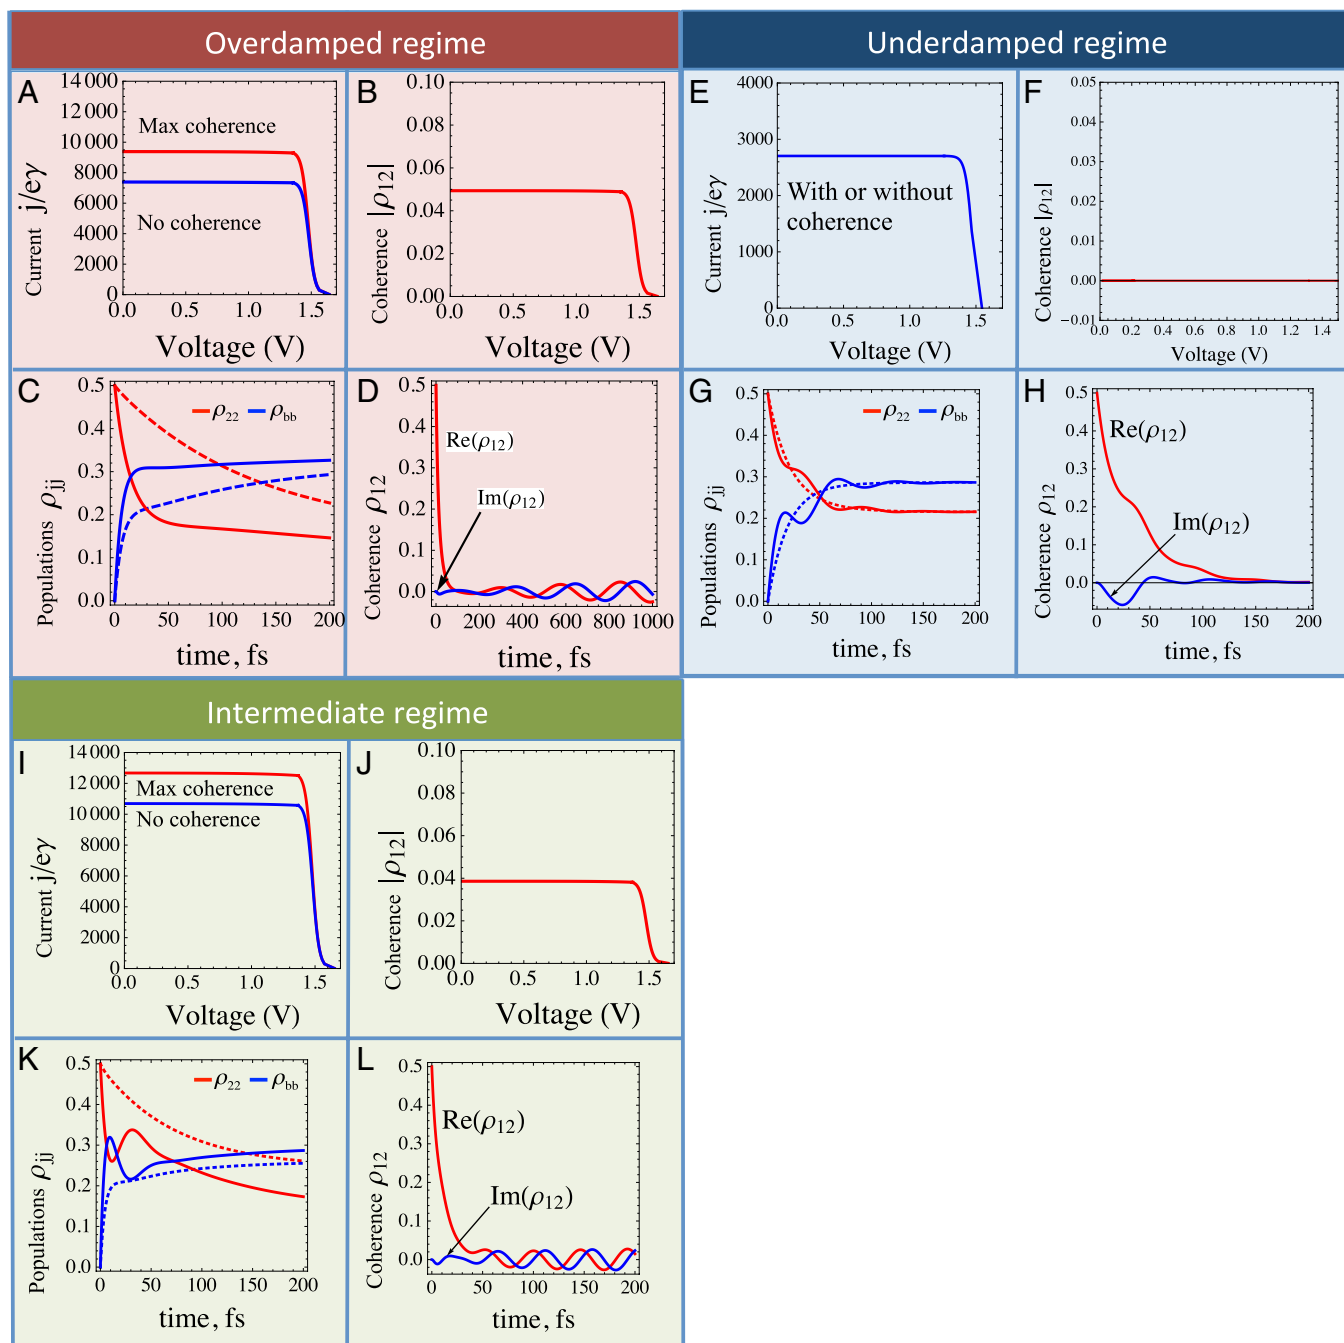 Overdamped regime
Underdamped regime
A
14 000
12 000
10 000
8000
6000
4000
2000
0
0.0 0.5 1.0 1.5
Current j/eγ
Max coherence
No coherence
Voltage (V)
B
0.10
0.08
0.06
0.04
0.02
0.00
0.0 0.5 1.0 1.5
Coherence |ρ12|
Voltage (V)
E
4000
3000
2000
1000
0
0.0 0.5 1.0 1.5
Current j/eγ
With or without
coherence
Voltage (V)
F
0.05
0.04
0.03
0.02
0.01
0.00
−0.01
0.0 0.2 0.4 0.6 0.8 1.0 1.2 1.4
Coherence |ρ12|
Voltage (V)
C
0.5
0.4
0.3
0.2
0.1
0.0
0 50 100 150 200
Populations ρjj
ρ22 ρbb
time, fs
D
0.5
0.4
0.3
0.2
0.1
0.0
0 200 400 600 800 1000
Coherence ρ12
Re(ρ12)
Im(ρ12)
time, fs
G
0.5
0.4
0.3
0.2
0.1
0.0
0 50 100 150 200
Populations ρjj
ρ22 ρbb
time, fs
H
0.5
0.4
0.3
0.2
0.1
0.0
0 50 100 150 200
Coherence ρ12
Re(ρ12)
Im(ρ12)
time, fs
Intermediate regime
I
14 000
12 000
10 000
8000
6000
4000
2000
0
0.0 0.5 1.0 1.5
Current j/eγ
Max coherence
No coherence
Voltage (V)
J
0.10
0.08
0.06
0.04
0.02
0.00
0.0 0.5 1.0 1.5
Coherence |ρ12|
Voltage (V)
K
0.5
0.4
0.3
0.2
0.1
0.0
0 50 100 150 200
Populations ρjj
ρ22 ρbb
time, fs
L
0.5
0.4
0.3
0.2
0.1
0.0
0 50 100 150 200
Coherence ρ12
Re(ρ12)
Im(ρ12)
time, fs